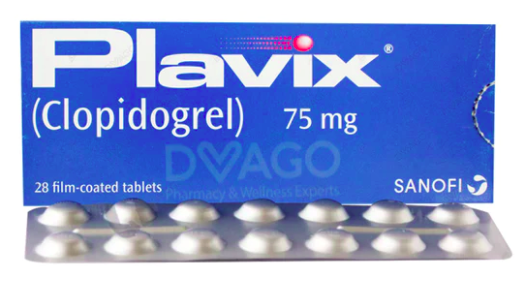 Plavix®
(Clopidogrel) 75 mg
DVAGO
Pharmacy & Wellness Experts
28 film-coated tablets
SANOFI